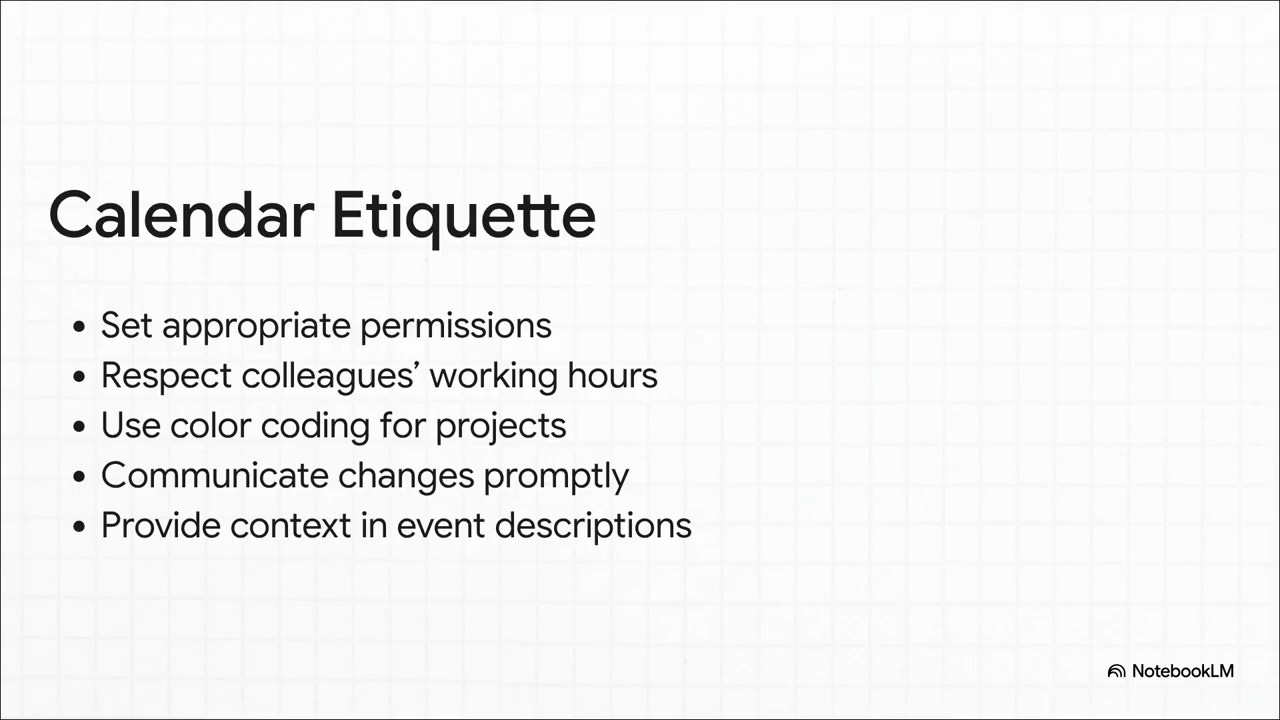 Calendar Etiquette
• Set appropriate permissions
• Respect colleagues’ working hours
• Use color coding for projects
• Communicate changes promptly
• Provide context in event descriptions
NotebookLM